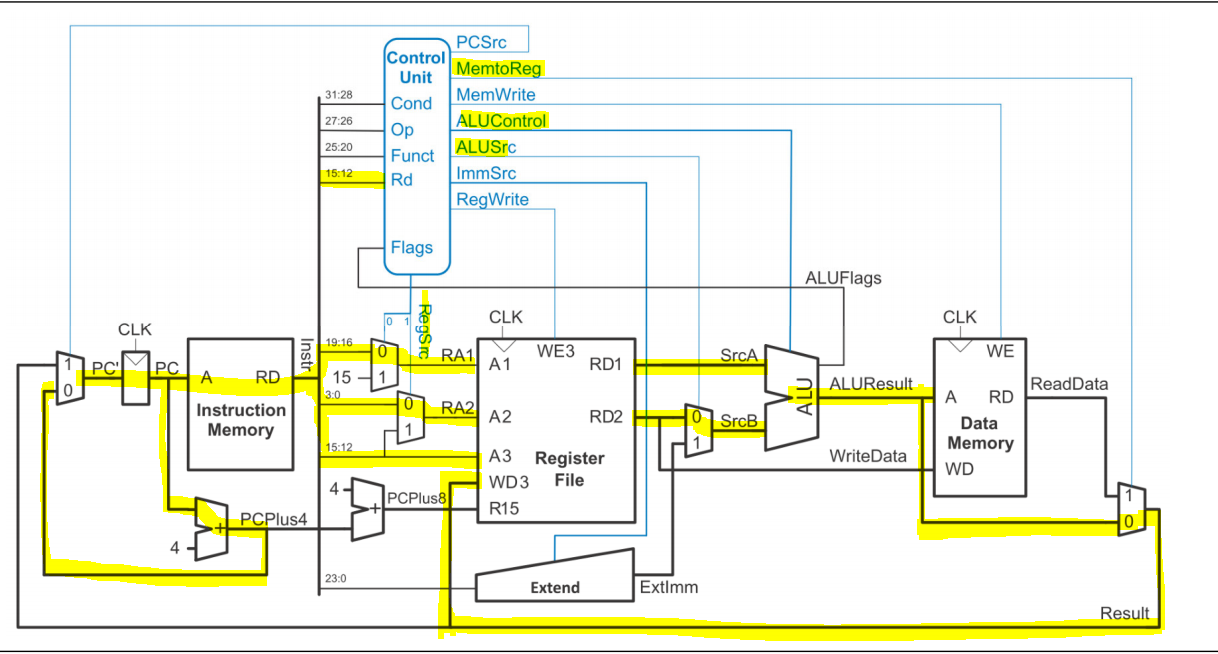 PCSrc
Control
Unit
MemtoReg
31:28
Cond
MemWrite
27:26
Op
ALUControl
25:20
Funct
ALUSrc
15:12
Rd
ImmSrc
RegWrite
Flags
ALUFlags
0 1
RegSrc
CLK
CLK
CLK
1
0
PC'
PC
A
RD
Instruction
Memory
Instr
19:16
0
15
1
RA1
A1
WE3
RD1
SrcA
ALU
ALUResult
WE
A
RD
ReadData
3:0
0
1
RA2
A2
RD2
0
1
SrcB
Data
Memory
15:12
A3
Register
File
WriteData
WD
WD3
4
+
PCPlus8
R15
1
0
+
PCPlus4
4
23:0
Extend
ExtImm
Result